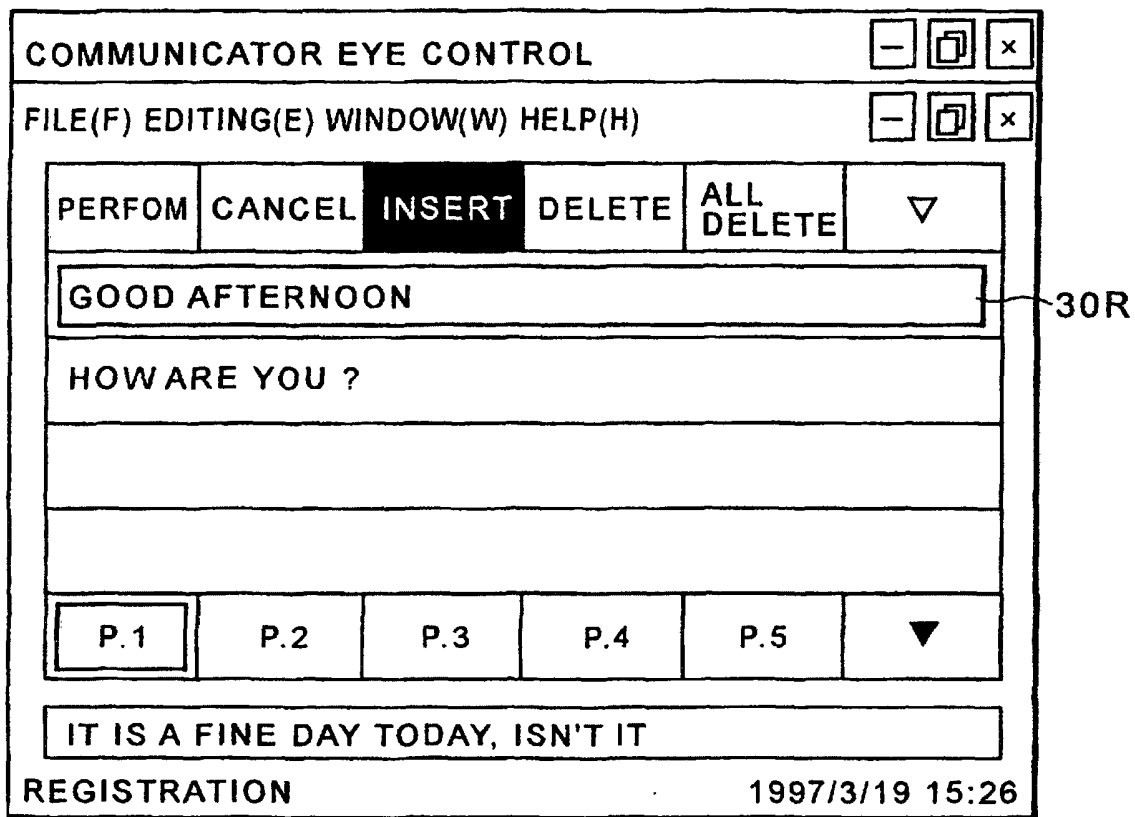 COMMUNICATOR EYE CONTROL
FILE(F) EDITING(E) WINDOW(W) HELP(H)
PERFOM CANCEL INSERT DELETE ALL DELETE
GOOD AFTERNOON
30R
HOW ARE YOU ?
P.1 P.2 P.3 P.4 P.5
IT IS A FINE DAY TODAY, ISN'T IT
REGISTRATION 1997/3/19 15:26